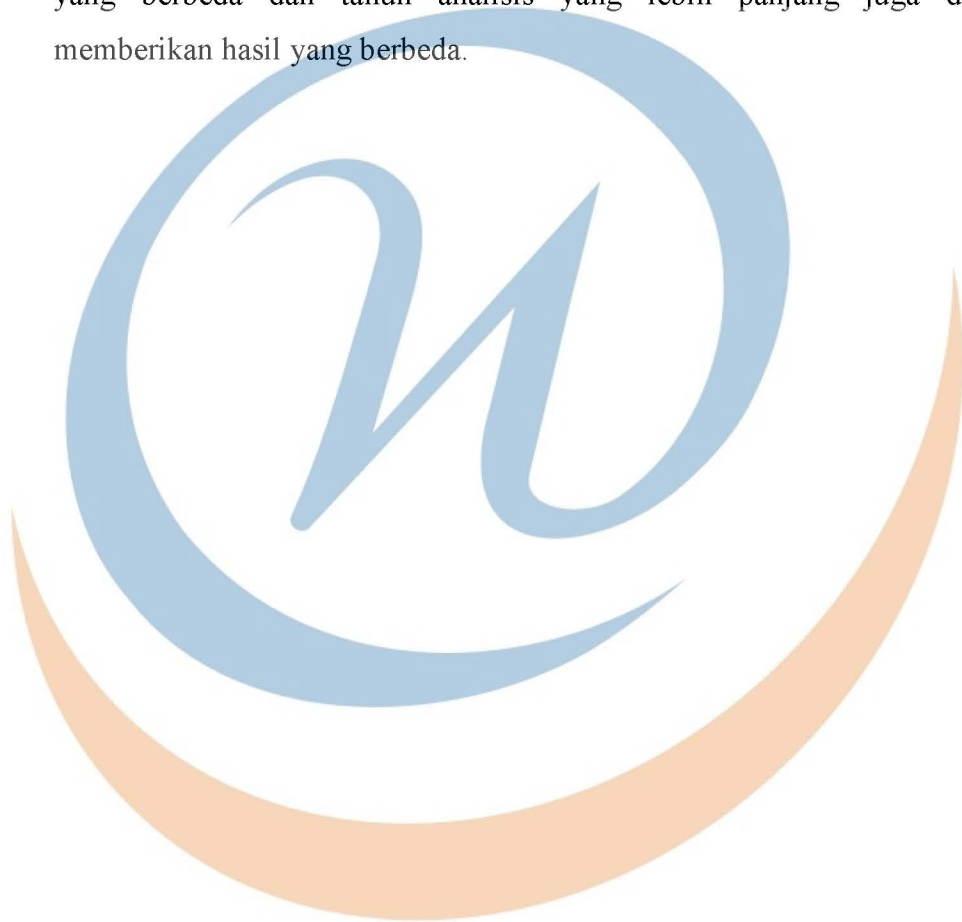 yang berbeda dan tahun analisis yang lebih panjang juga
memberikan hasil yang berbeda.